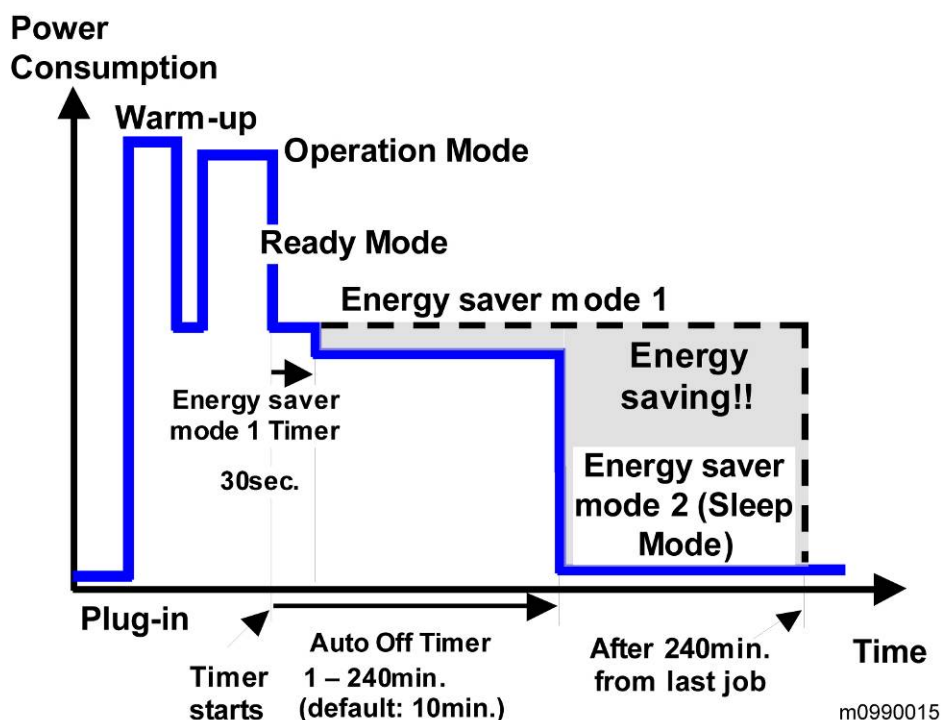 Power
Consumption
Warm-up
Operation Mode
Ready Mode
Energy saver mode 1
Energy
saving!!
Energy saver
mode 1 Timer
30sec.
Energy saver
mode 2 (Sleep
Mode)
Plug-in
Timer
starts
Auto Off Timer
1 – 240min.
(default: 10min.)
After 240min.
from last job
Time
m0990015